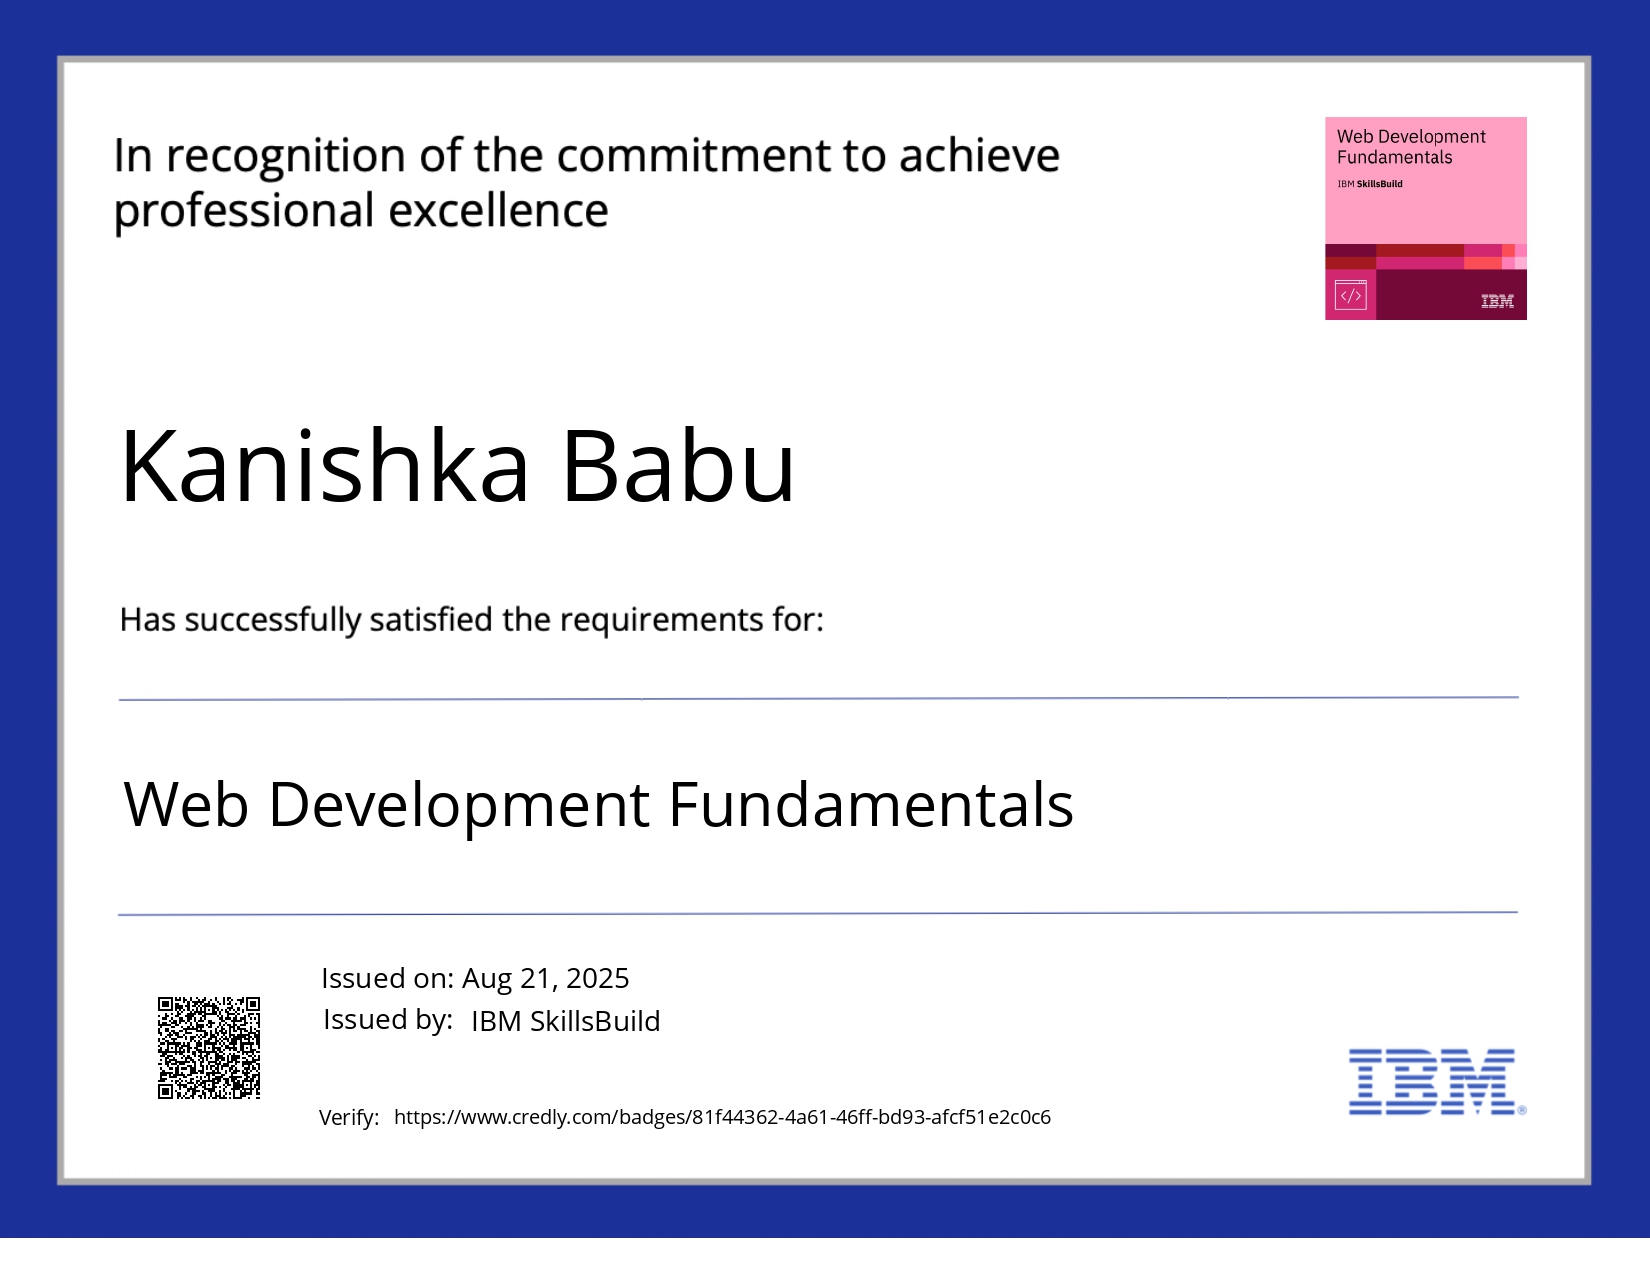 In recognition of the commitment to achieve
professional excellence
Web Development
Fundamentals
IBM SkillsBuild
</>
IBM
Kanishka Babu
Has successfully satisfied the requirements for:
Web Development Fundamentals
Issued on: Aug 21, 2025
Issued by: IBM SkillsBuild
IBM®
Verify: https://www.credly.com/badges/81f44362-4a61-46ff-bd93-afcf51e2c0c6